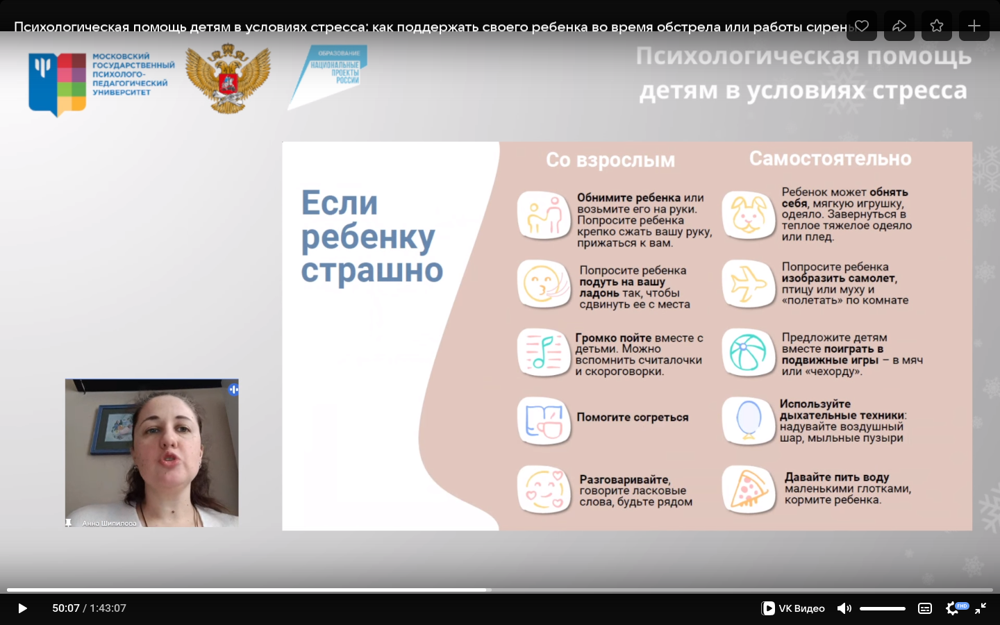 Психологическая помощь детям в условиях стресса: как поддержать своего ребенка во время обстрела или работы сирены
МОСКОВСКИЙ
ГОСУДАРСТВЕННЫЙ
ПСИХОЛОГО-
ПЕДАГОГИЧЕСКИЙ
УНИВЕРСИТЕТ
ОБРАЗОВАНИЕ
НАЦИОНАЛЬНЫЕ
ПРОЕКТЫ
РОССИИ
Психологическая помощь
детям в условиях стресса
Если
ребенку
страшно
Со взрослым
Обнимите ребенка или
возьмите его на руки.
Попросите ребенка
крепко сжать вашу руку,
прижаться к вам.
Попросите ребенка
подуть на вашу
ладонь так, чтобы
сдвинуть ее с места
Громко пойте вместе с
детьми. Можно
вспомнить считалочки
и скороговорки.
Помогите согреться
Разговаривайте,
говорите ласковые
слова, будьте рядом
Самостоятельно
Ребенок может обнять
себя, мягкую игрушку,
одеяло. Завернуться в
теплое тяжелое одеяло
или плед.
Попросите ребенка
изобразить самолет,
птицу или муху и
«полетать» по комнате
Предложите детям
вместе поиграть в
подвижные игры – в мяч
или «чехорду».
Используйте
дыхательные техники:
надувайте воздушный
шар, мыльные пузыри
Давайте пить воду
маленькими глотками,
кормите ребенка.
Анна Шипилова
50:07 / 1:43:07
VK Видео
FHD